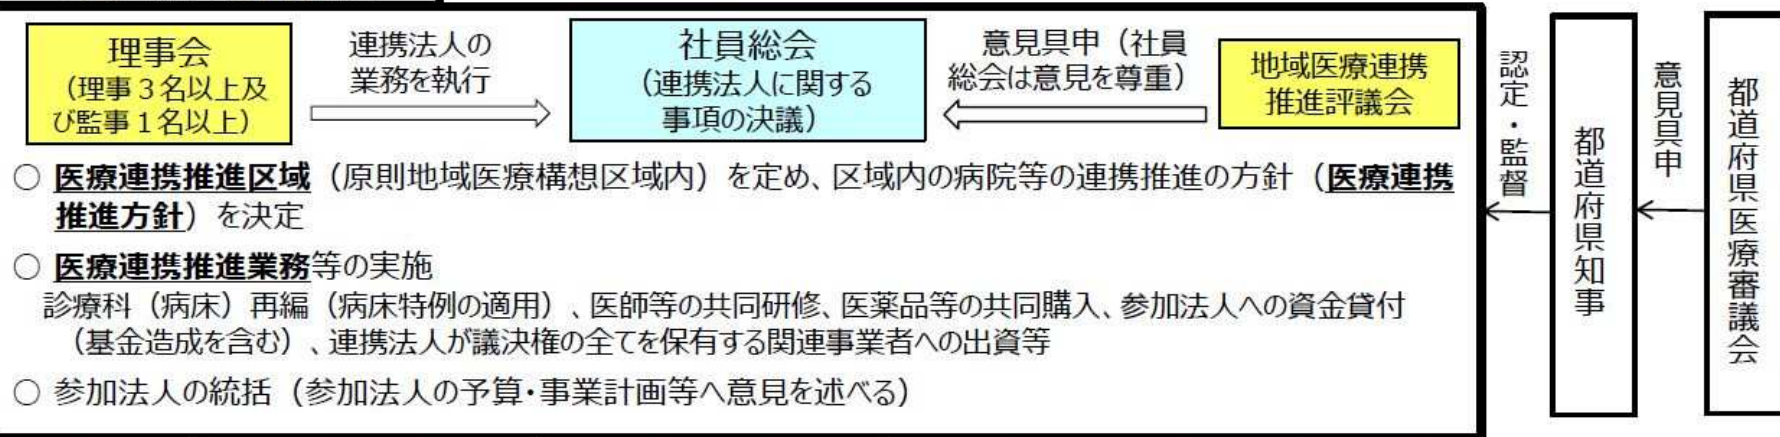 理事会
（理事３名以上及
び監事１名以上）
連携法人の
業務を執行
社員総会
（連携法人に関する
事項の決議）
意見具申（社員
総会は意見を尊重）
地域医療連携
推進評議会
○ 医療連携推進区域（原則地域医療構想区域内）を定め、区域内の病院等の連携推進の方針（医療連携
推進方針）を決定
○ 医療連携推進業務等の実施
診療科（病床）再編（病床特例の適用）、医師等の共同研修、医薬品等の共同購入、参加法人への資金貸付
（基金造成を含む）、連携法人が議決権の全てを保有する関連事業者への出資等
○ 参加法人の統括（参加法人の予算・事業計画等へ意見を述べる）
認定・監督
都道府県知事
意見具申
都道府県医療審議会